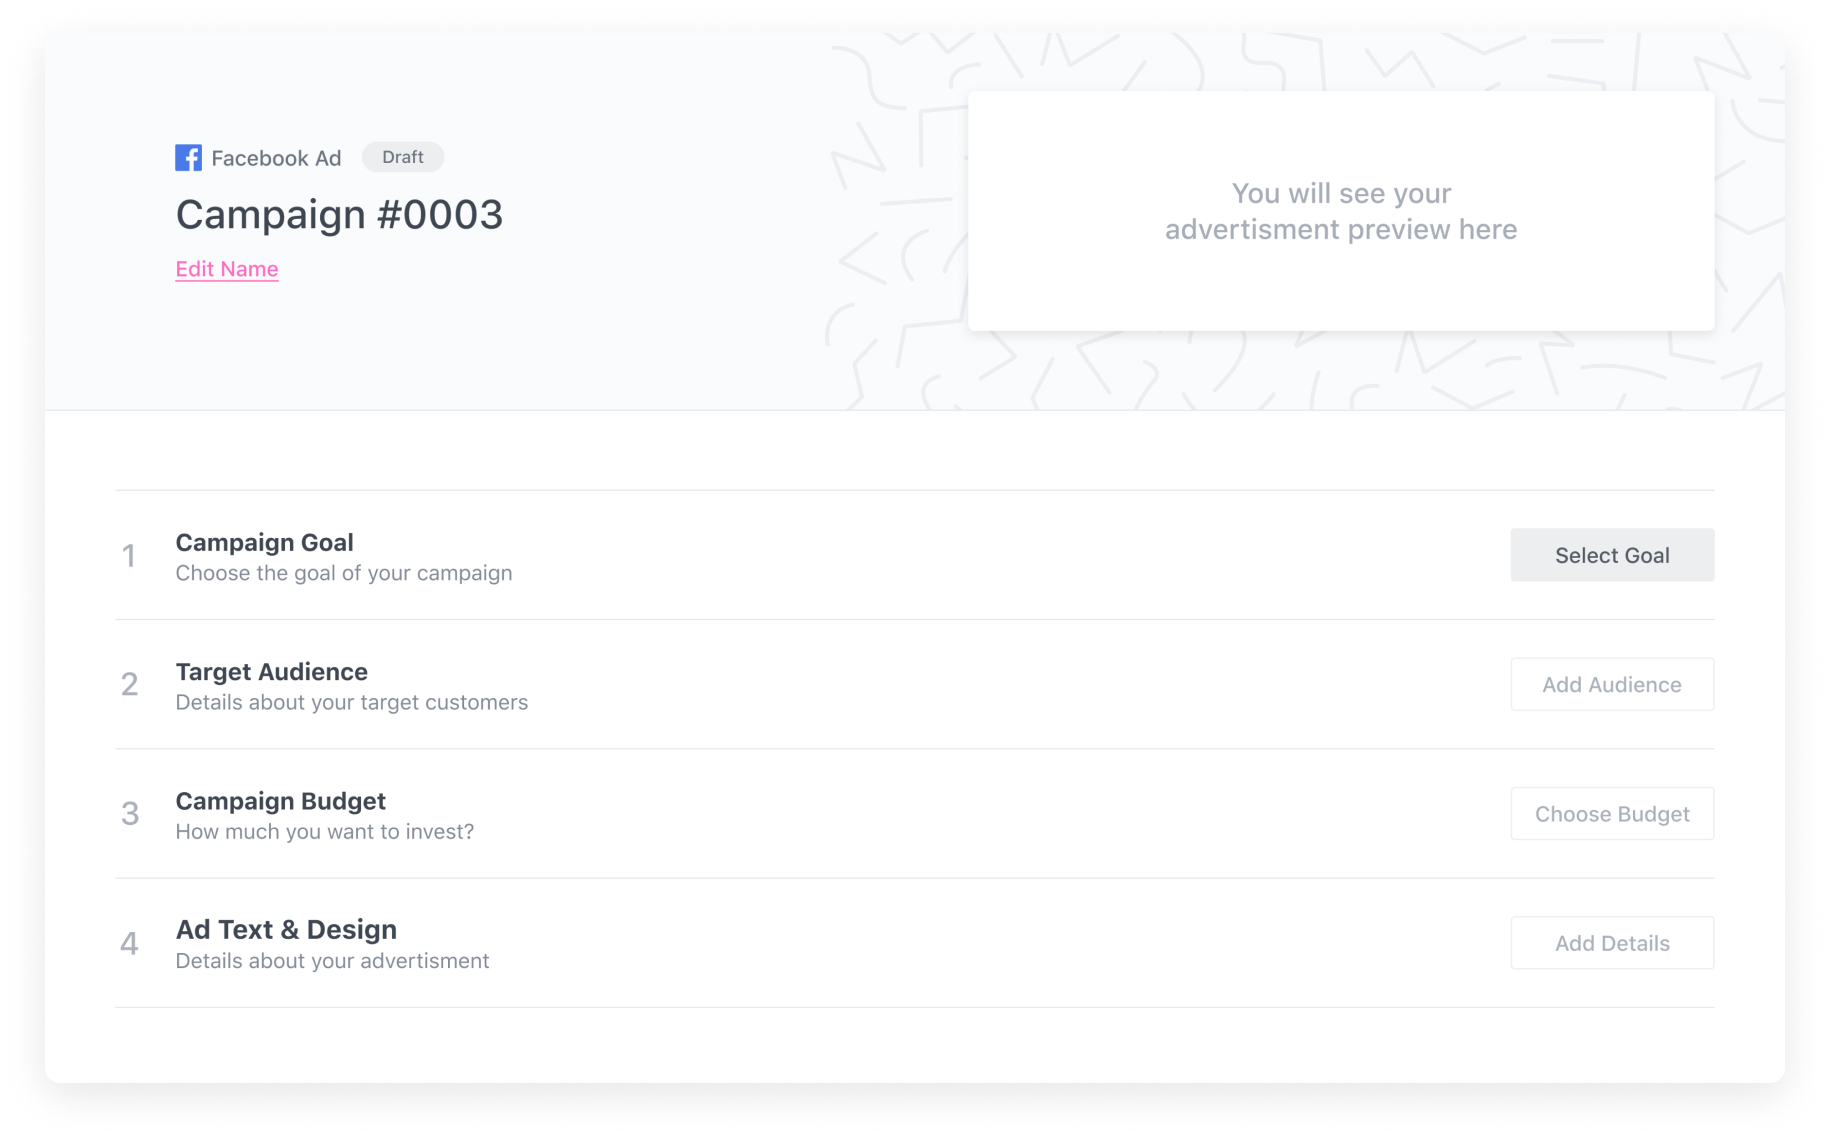 Facebook Ad
Draft
Campaign #0003
Edit Name
You will see your
advertisment preview here
1
Campaign Goal
Choose the goal of your campaign
Select Goal
2
Target Audience
Details about your target customers
Add Audience
3
Campaign Budget
How much you want to invest?
Choose Budget
4
Ad Text & Design
Details about your advertisment
Add Details